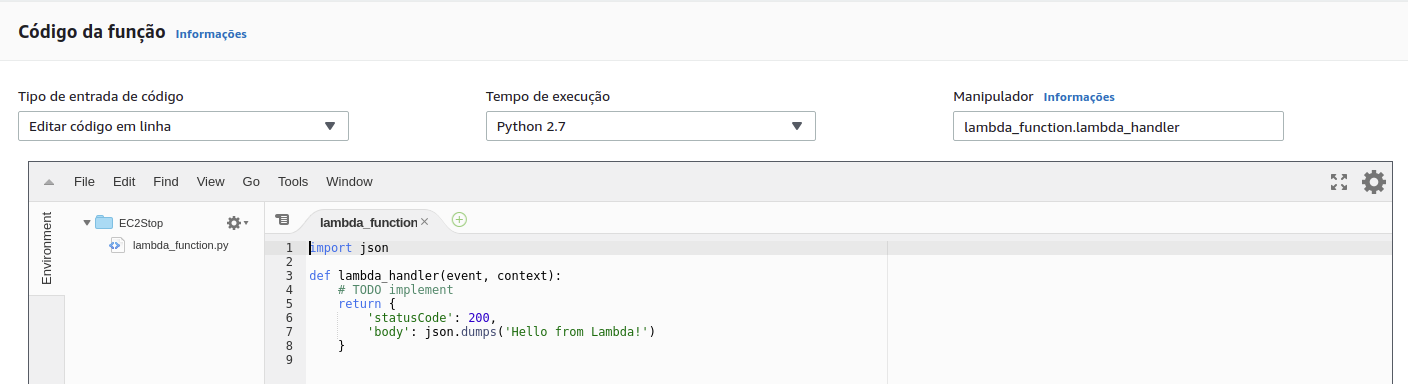 Código da função Informações
Tipo de entrada de código Tempo de execução Manipulador Informações
Editar código em linha Python 2.7 lambda_function.lambda_handler
File Edit Find View Go Tools Window
Environment
EC2Stop
lambda_function.py
lambda_function
1 import json
2
3 def lambda_handler(event, context):
4     # TODO implement
5     return {
6         'statusCode': 200,
7         'body': json.dumps('Hello from Lambda!')
8     }
9